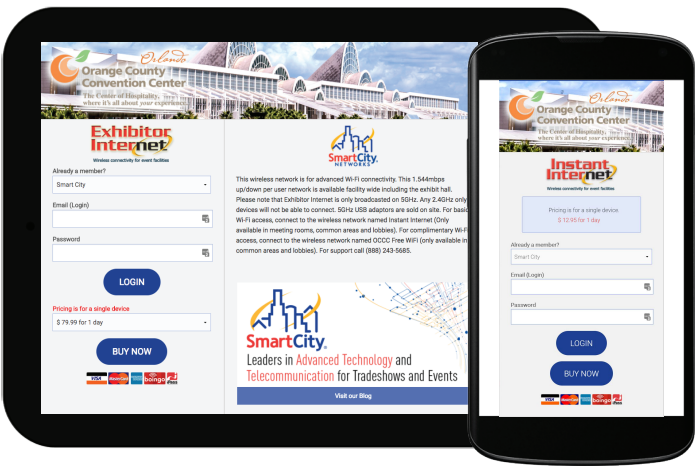 Orlando
Orange County
Convention Center
The Center of Hospitality,
where it's all about your experience.
Exhibitor
Internet
Wireless connectivity for event facilities
Already a member?
Smart City
Email (Login)
Password
LOGIN
Pricing is for a single device
$ 79.99 for 1 day
BUY NOW
VISA
MasterCard
boingo
iPass
SmartCity
NETWORKS
This wireless network is for advanced Wi-Fi connectivity. This 1.544mbps
up/down per user network is available facility wide including the exhibit hall.
Please note that Exhibitor Internet is only broadcasted on 5GHz. Any 2.4GHz only
devices will not be able to connect. 5GHz USB adaptors are sold on site. For basic
Wi-Fi access, connect to the wireless network named Instant Internet (Only
available in meeting rooms, common areas and lobbies). For complimentary Wi-Fi
access, connect to the wireless network named OCCC Free WiFi (only available in
common areas and lobbies). For support call (888) 243-5685.
SmartCity.
Leaders in Advanced Technology and
Telecommunication for Tradeshows and Events
Visit our Blog
Orlando
Orange County
Convention Center
The Center of Hospitality,
where it's all about your experience.
Instant
Internet
Wireless connectivity for event facilities
Pricing is for a single device.
$ 12.95 for 1 day
Already a member?
Smart City
Email (Login)
Password
LOGIN
BUY NOW
VISA
MasterCard
boingo
iPass